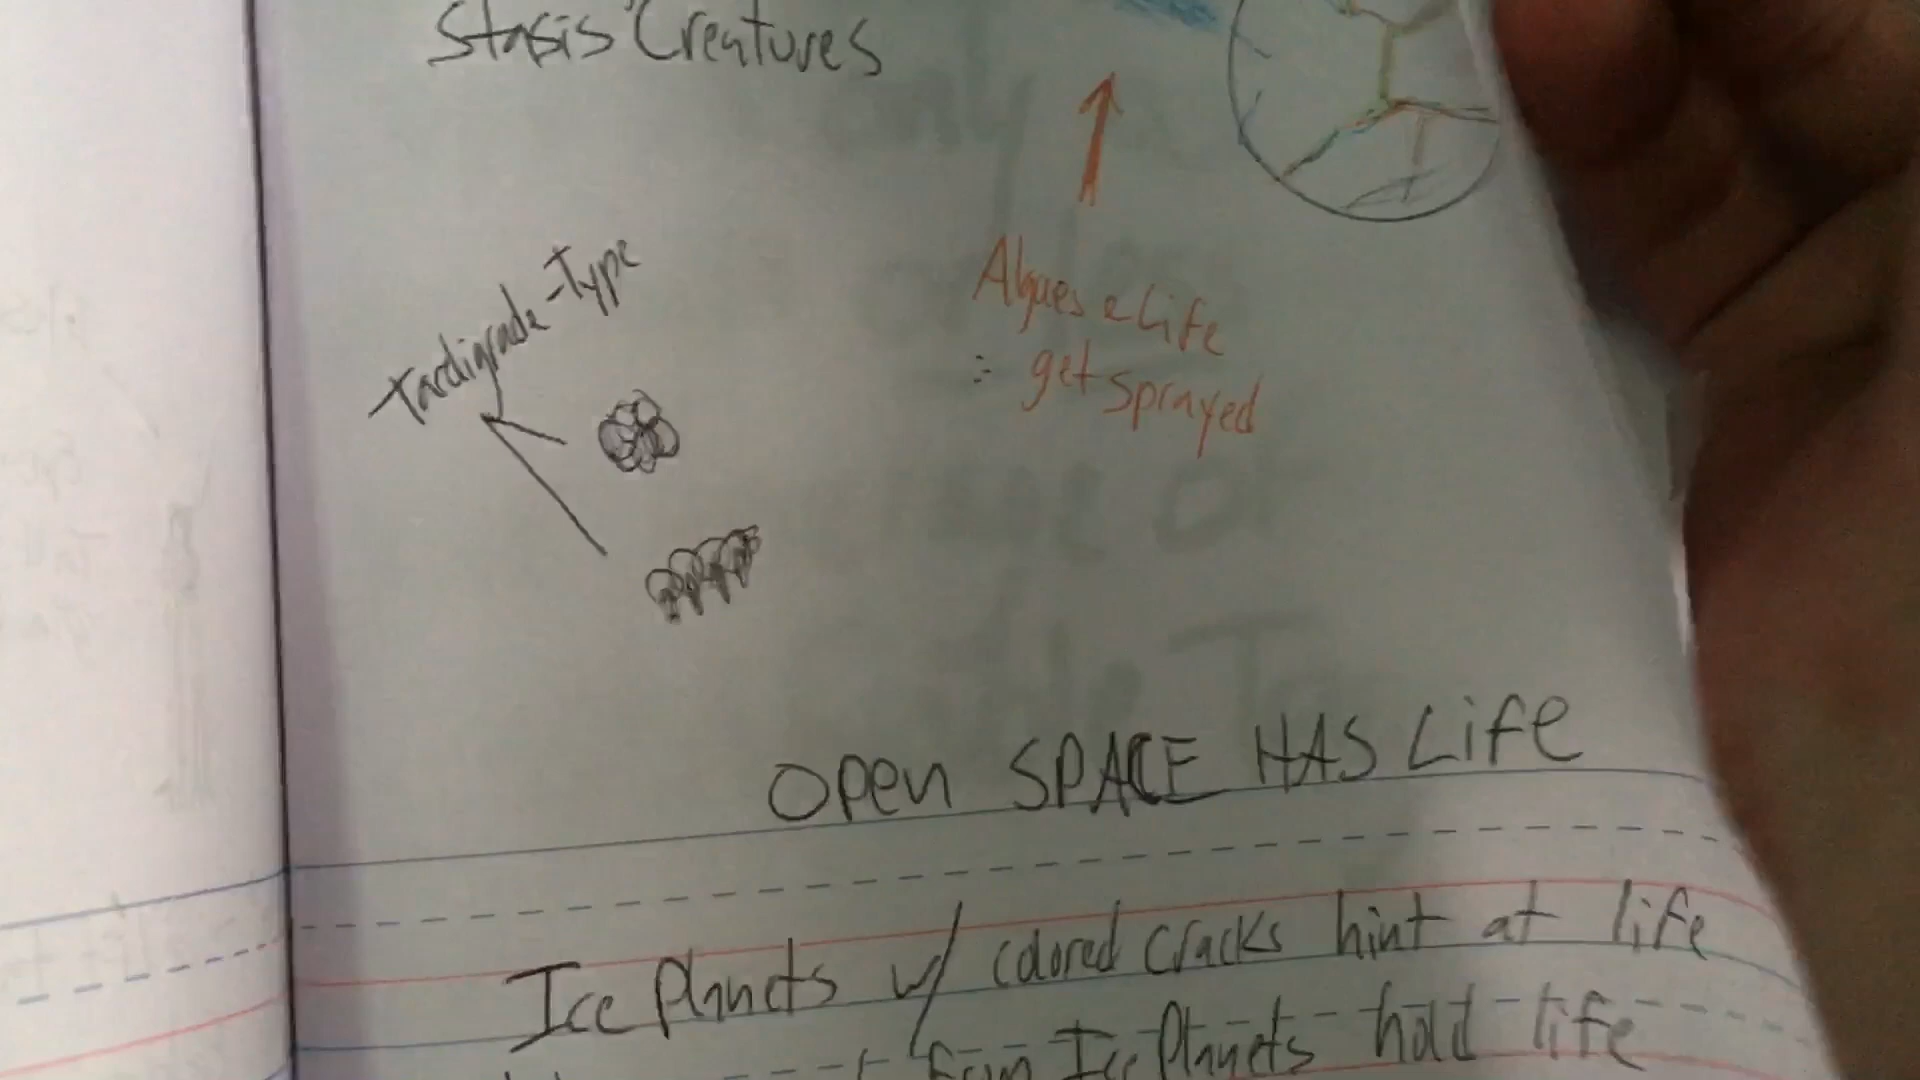 Stasis Creatures
Tardigrade-Type
Algues & Life
get sprayed
OPEN SPACE HAS LIFE
Ice Planets w/ colored cracks hint at life
from Ice Planets hold life